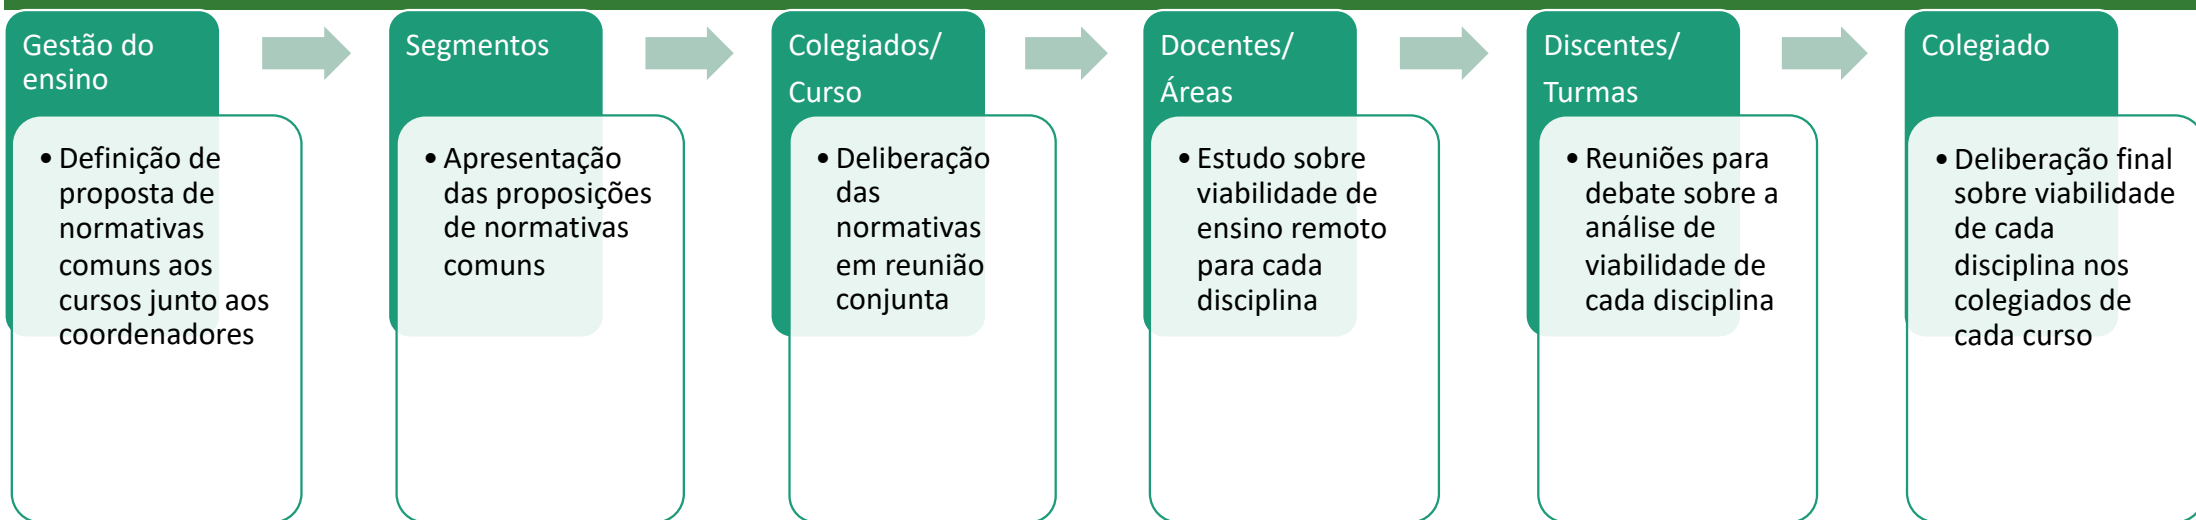 Gestão do
ensino
• Definição de
proposta de
normativas
comuns aos
cursos junto aos
coordenadores
Segmentos
• Apresentação
das proposições
de normativas
comuns
Colegiados/
Curso
• Deliberação
das
normativas
em reunião
conjunta
Docentes/
Áreas
• Estudo sobre
viabilidade de
ensino remoto
para cada
disciplina
Discentes/
Turmas
• Reuniões para
debate sobre a
análise de
viabilidade de
cada disciplina
Colegiado
• Deliberação final
sobre viabilidade
de cada
disciplina nos
colegiados de
cada curso